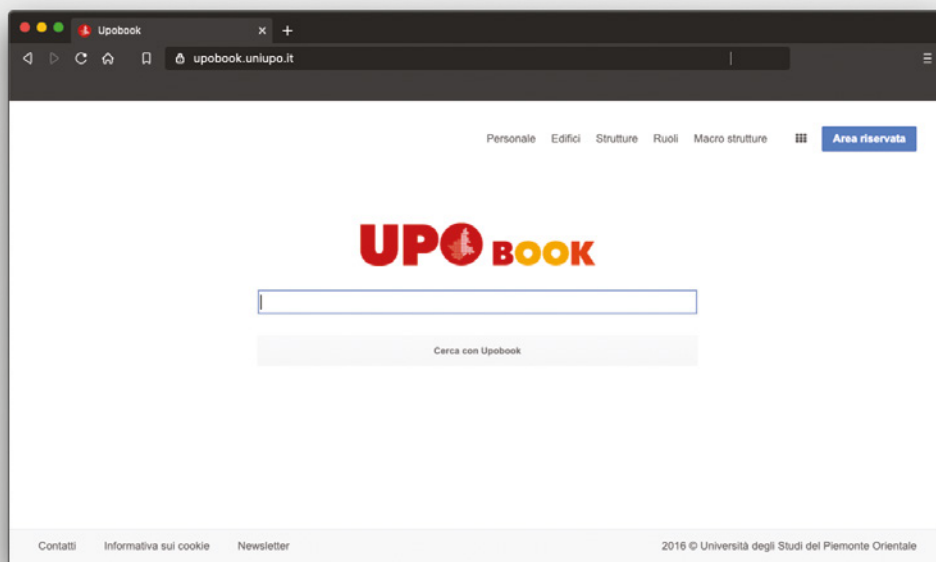 Upobook
upobook.uniupo.it
Personale Edifici Strutture Ruoli Macro strutture Area riservata
UPO BOOK
Cerca con Upobook
Contatti Informativa sui cookie Newsletter 2016 © Università degli Studi del Piemonte Orientale